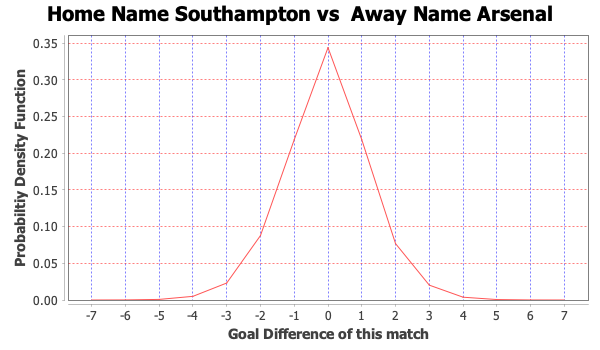 Home Name Southampton vs  Away Name Arsenal
Probabiltiy Density Function
0.35
0.30
0.25
0.20
0.15
0.10
0.05
0.00
-7 -6 -5 -4 -3 -2 -1 0 1 2 3 4 5 6 7
Goal Difference of this match